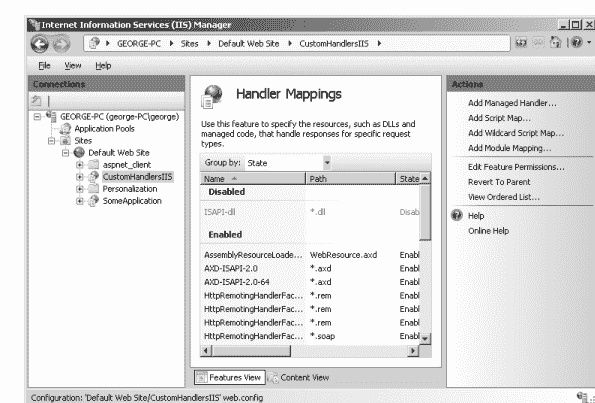 Internet Information Services (IIS) Manager
GEORGE-PC ▸ Sites ▸ Default Web Site ▸ CustomHandlersIIS ▸
File View Help
Connections
GEORGE-PC (george-PC\george)
Application Pools
Sites
Default Web Site
aspnet_client
CustomHandlersIIS
Personalization
SomeApplication
Handler Mappings
Use this feature to specify the resources, such as DLLs and
managed code, that handle responses for specific request
types.
Group by: State
Name Path State
Disabled
ISAPI-dll *.dll Disab
Enabled
AssemblyResourceLoade... WebResource.axd Enabl
AXD-ISAPI-2.0 *.axd Enabl
AXD-ISAPI-2.0-64 *.axd Enabl
HttpRemotingHandlerFac... *.rem Enabl
HttpRemotingHandlerFac... *.rem Enabl
HttpRemotingHandlerFac... *.rem Enabl
HttpRemotingHandlerFac... *.soap Enabl
Features View Content View
Actions
Add Managed Handler...
Add Script Map...
Add Wildcard Script Map...
Add Module Mapping...
Edit Feature Permissions...
Revert To Parent
View Ordered List...
Help
Online Help
Configuration: 'Default Web Site/CustomHandlersIIS' web.config